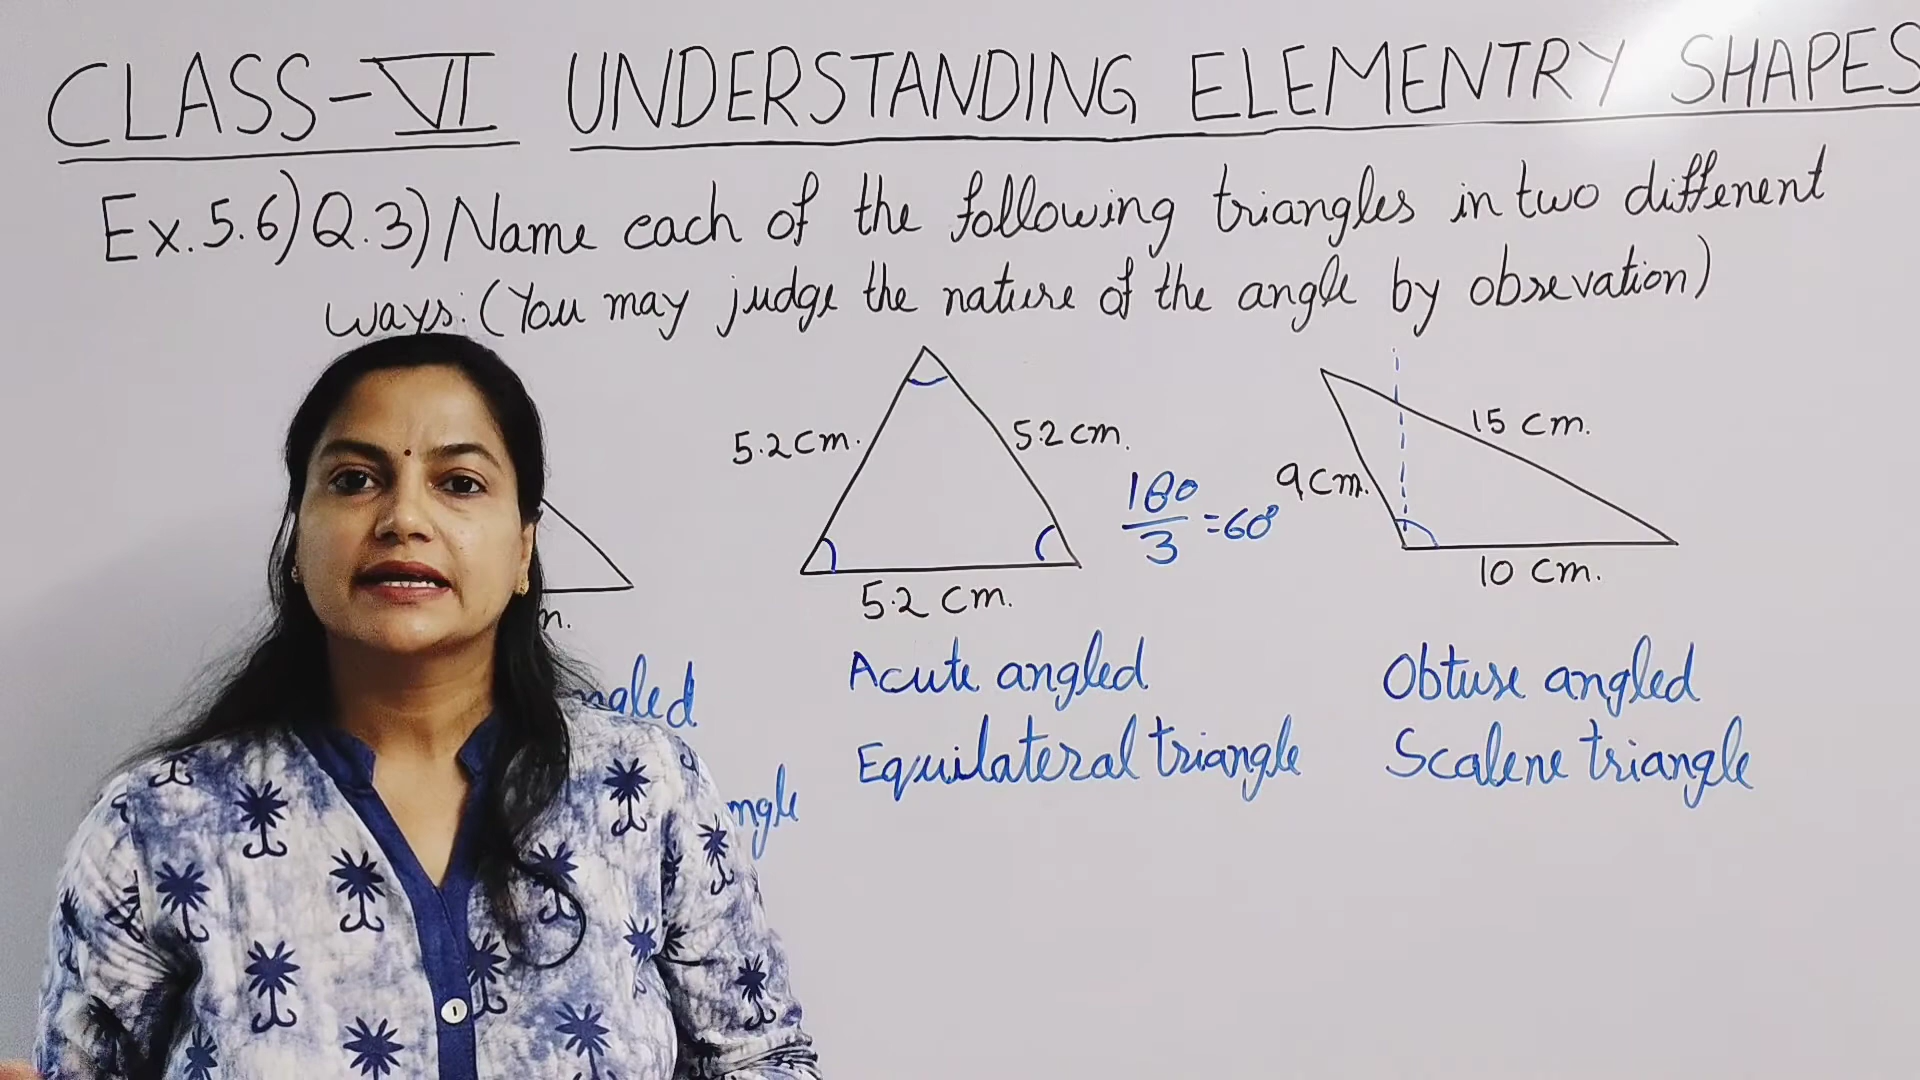 CLASS-VI UNDERSTANDING ELEMENTRY SHAPES
Ex.5.6) Q.3) Name each of the following triangles in two different
ways: (You may judge the nature of the angle by obsrevation)
5.2 cm.
5.2 cm.
5.2 cm.
180/3 = 60°
9 cm.
15 cm.
10 cm.
Acute angled
Equilateral triangle
Obtuse angled
Scalene triangle